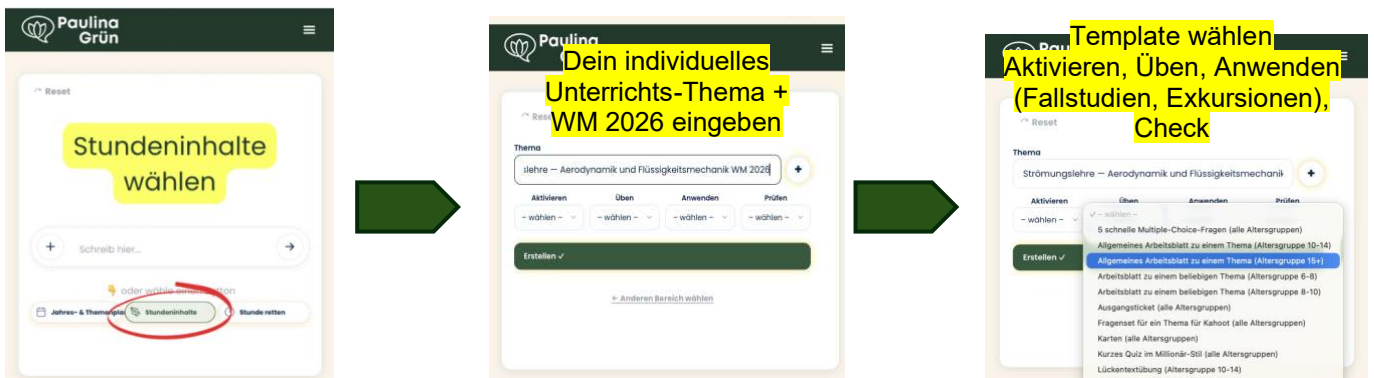 Paulina
Grün
Reset
Stundeninhalte
wählen
Schreib hier...
oder wähle einen Button
Jahres- & Themenplan
Stundeninhalte
Stunde retten
Paulina
Dein individuelles
Unterrichts-Thema +
WM 2026 eingeben
Thema
slehre — Aerodynamik und Flüssigkeitsmechanik WM 2026
Aktivieren Üben Anwenden Prüfen
- wählen - - wählen - - wählen - - wählen -
Erstellen ✓
← Anderen Bereich wählen
Template wählen
Aktivieren, Üben, Anwenden
(Fallstudien, Exkursionen),
Check
Reset
Thema
Strömungslehre — Aerodynamik und Flüssigkeitsmechanik
Aktivieren Üben Anwenden Prüfen
- wählen -
✓ - wählen -
5 schnelle Multiple-Choice-Fragen (alle Altersgruppen)
Allgemeines Arbeitsblatt zu einem Thema (Altersgruppe 10-14)
Erstellen ✓
Allgemeines Arbeitsblatt zu einem Thema (Altersgruppe 15+)
Arbeitsblatt zu einem beliebigen Thema (Altersgruppe 6-8)
Arbeitsblatt zu einem beliebigen Thema (Altersgruppe 8-10)
Ausgangsticket (alle Altersgruppen)
Fragenset für ein Thema für Kahoot (alle Altersgruppen)
Karten (alle Altersgruppen)
Kurzes Quiz im Millionär-Stil (alle Altersgruppen)
Lückentextübung (Altersgruppe 10-14)